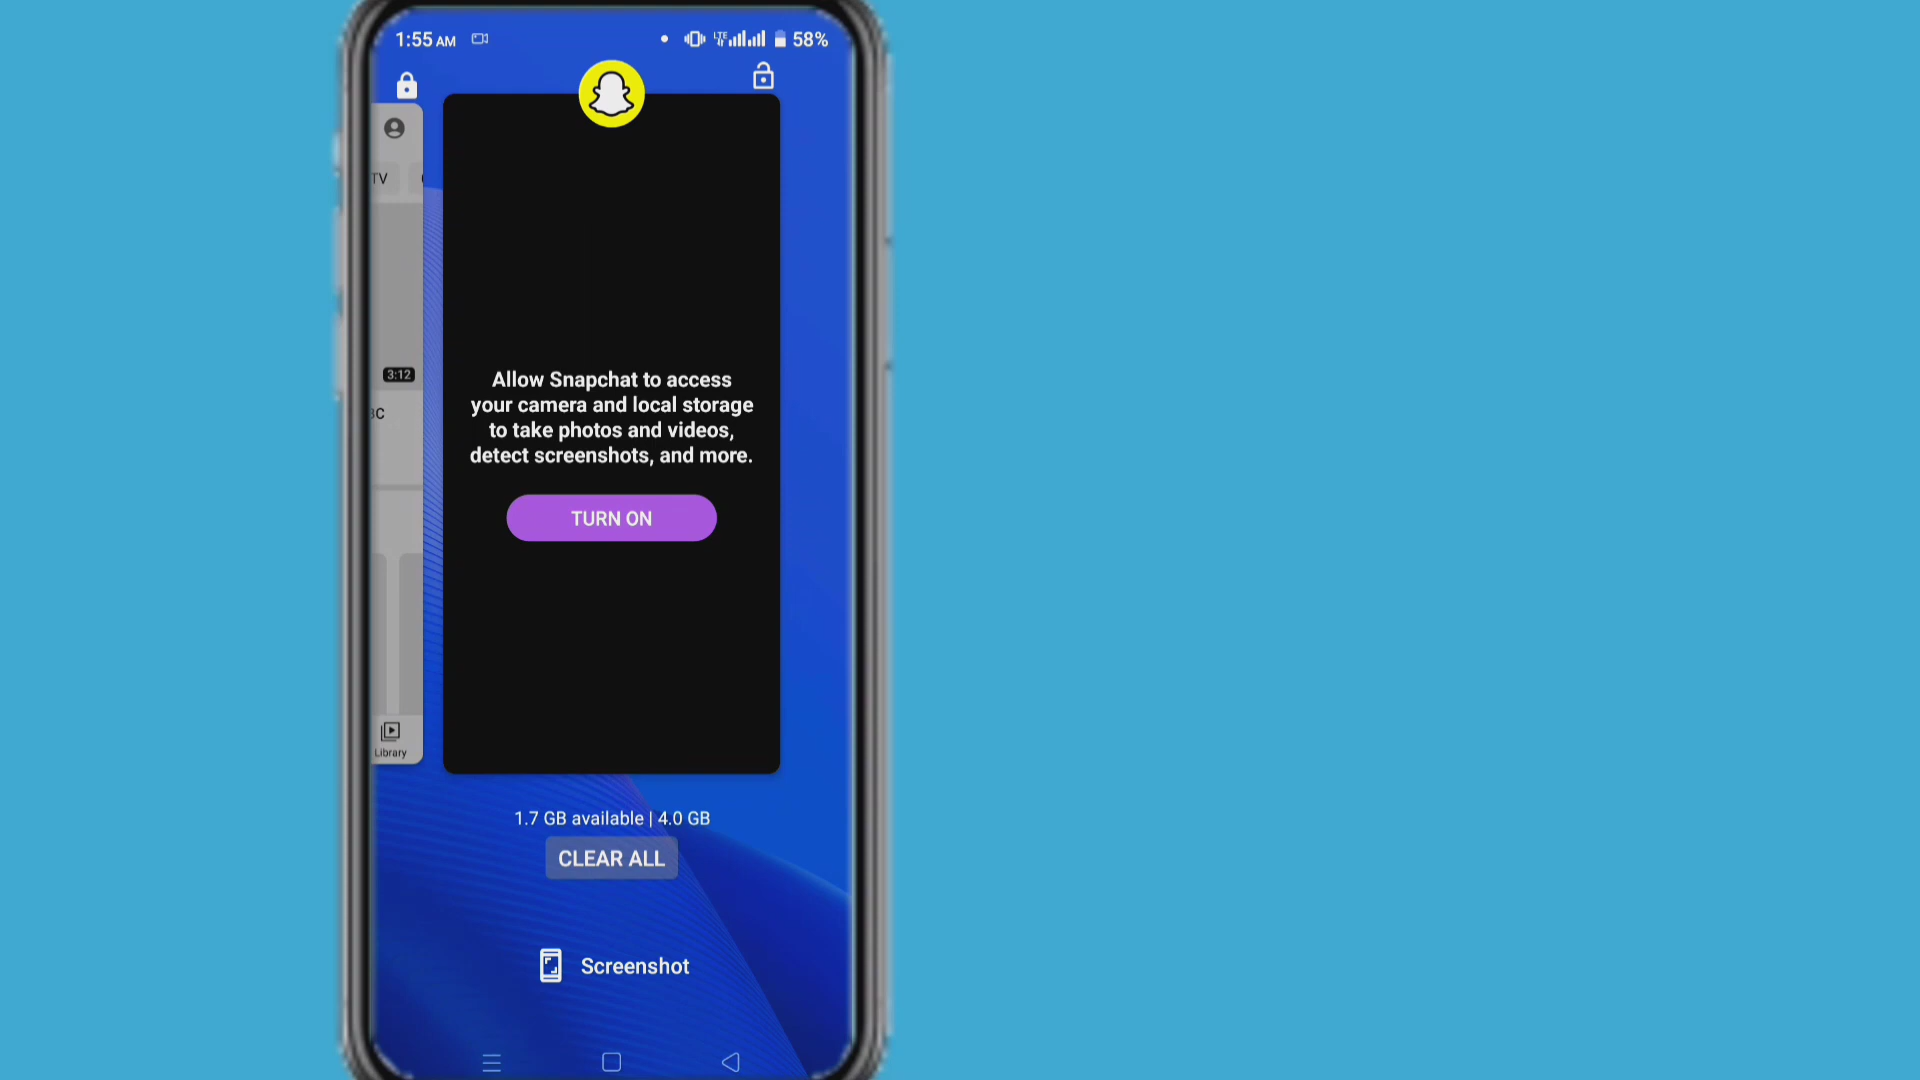 1:55 AM
LTE
58%
TV
3:12
BC
Library
Allow Snapchat to access
your camera and local storage
to take photos and videos,
detect screenshots, and more.
TURN ON
1.7 GB available | 4.0 GB
CLEAR ALL
Screenshot